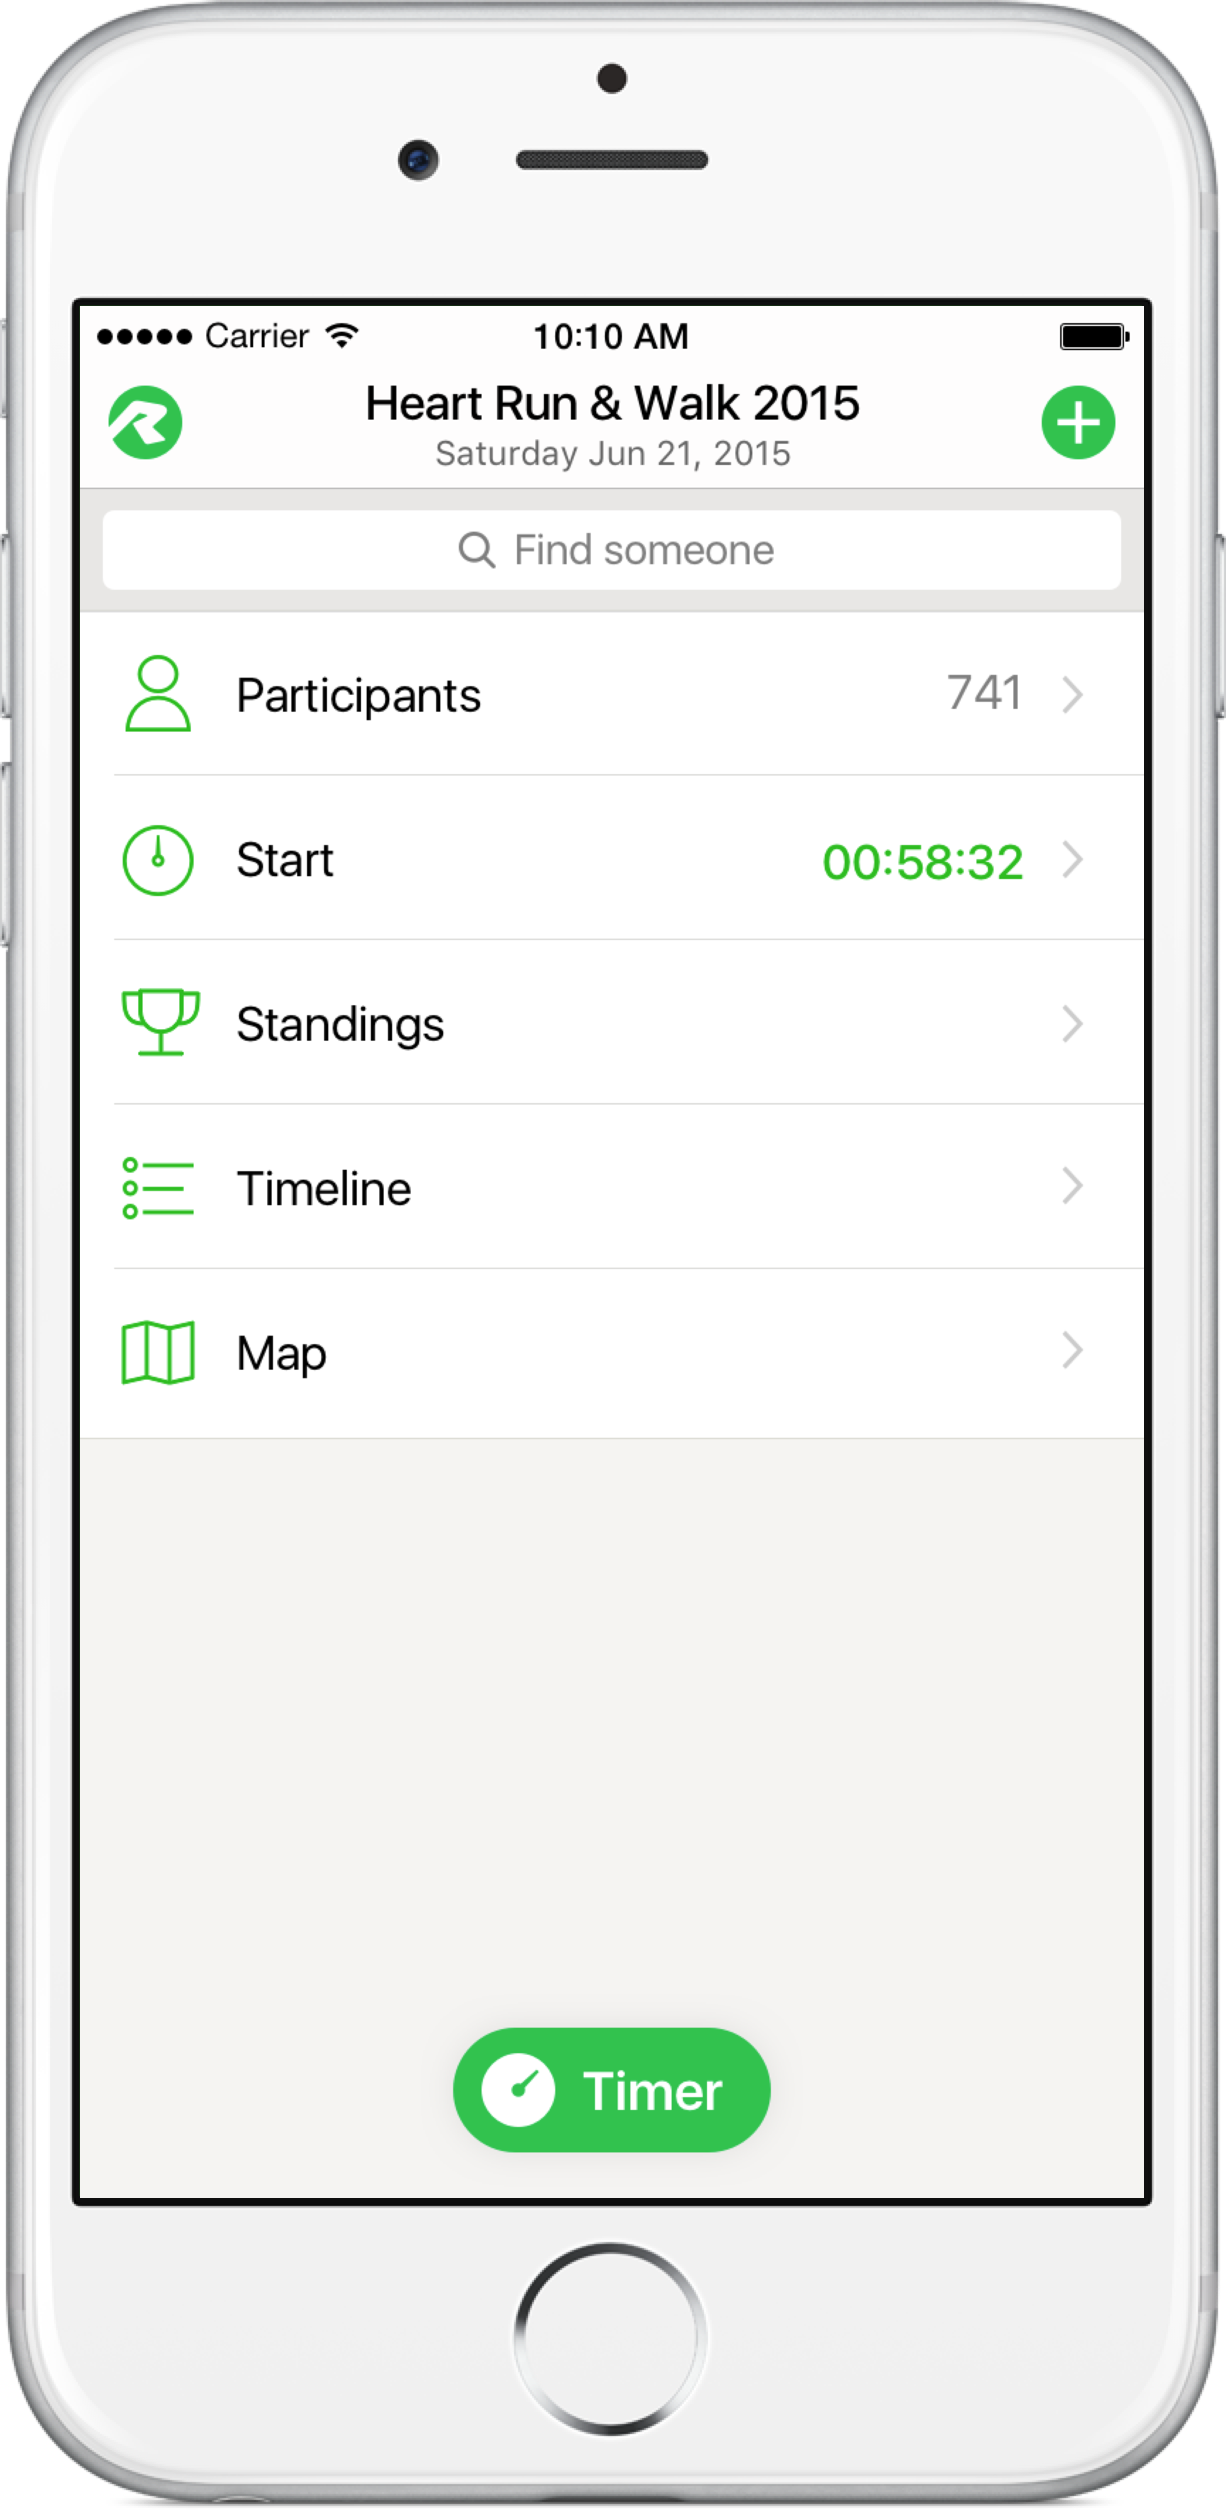 Carrier 10:10 AM
Heart Run & Walk 2015
Saturday Jun 21, 2015
Find someone
Participants 741
Start 00:58:32
Standings
Timeline
Map
Timer